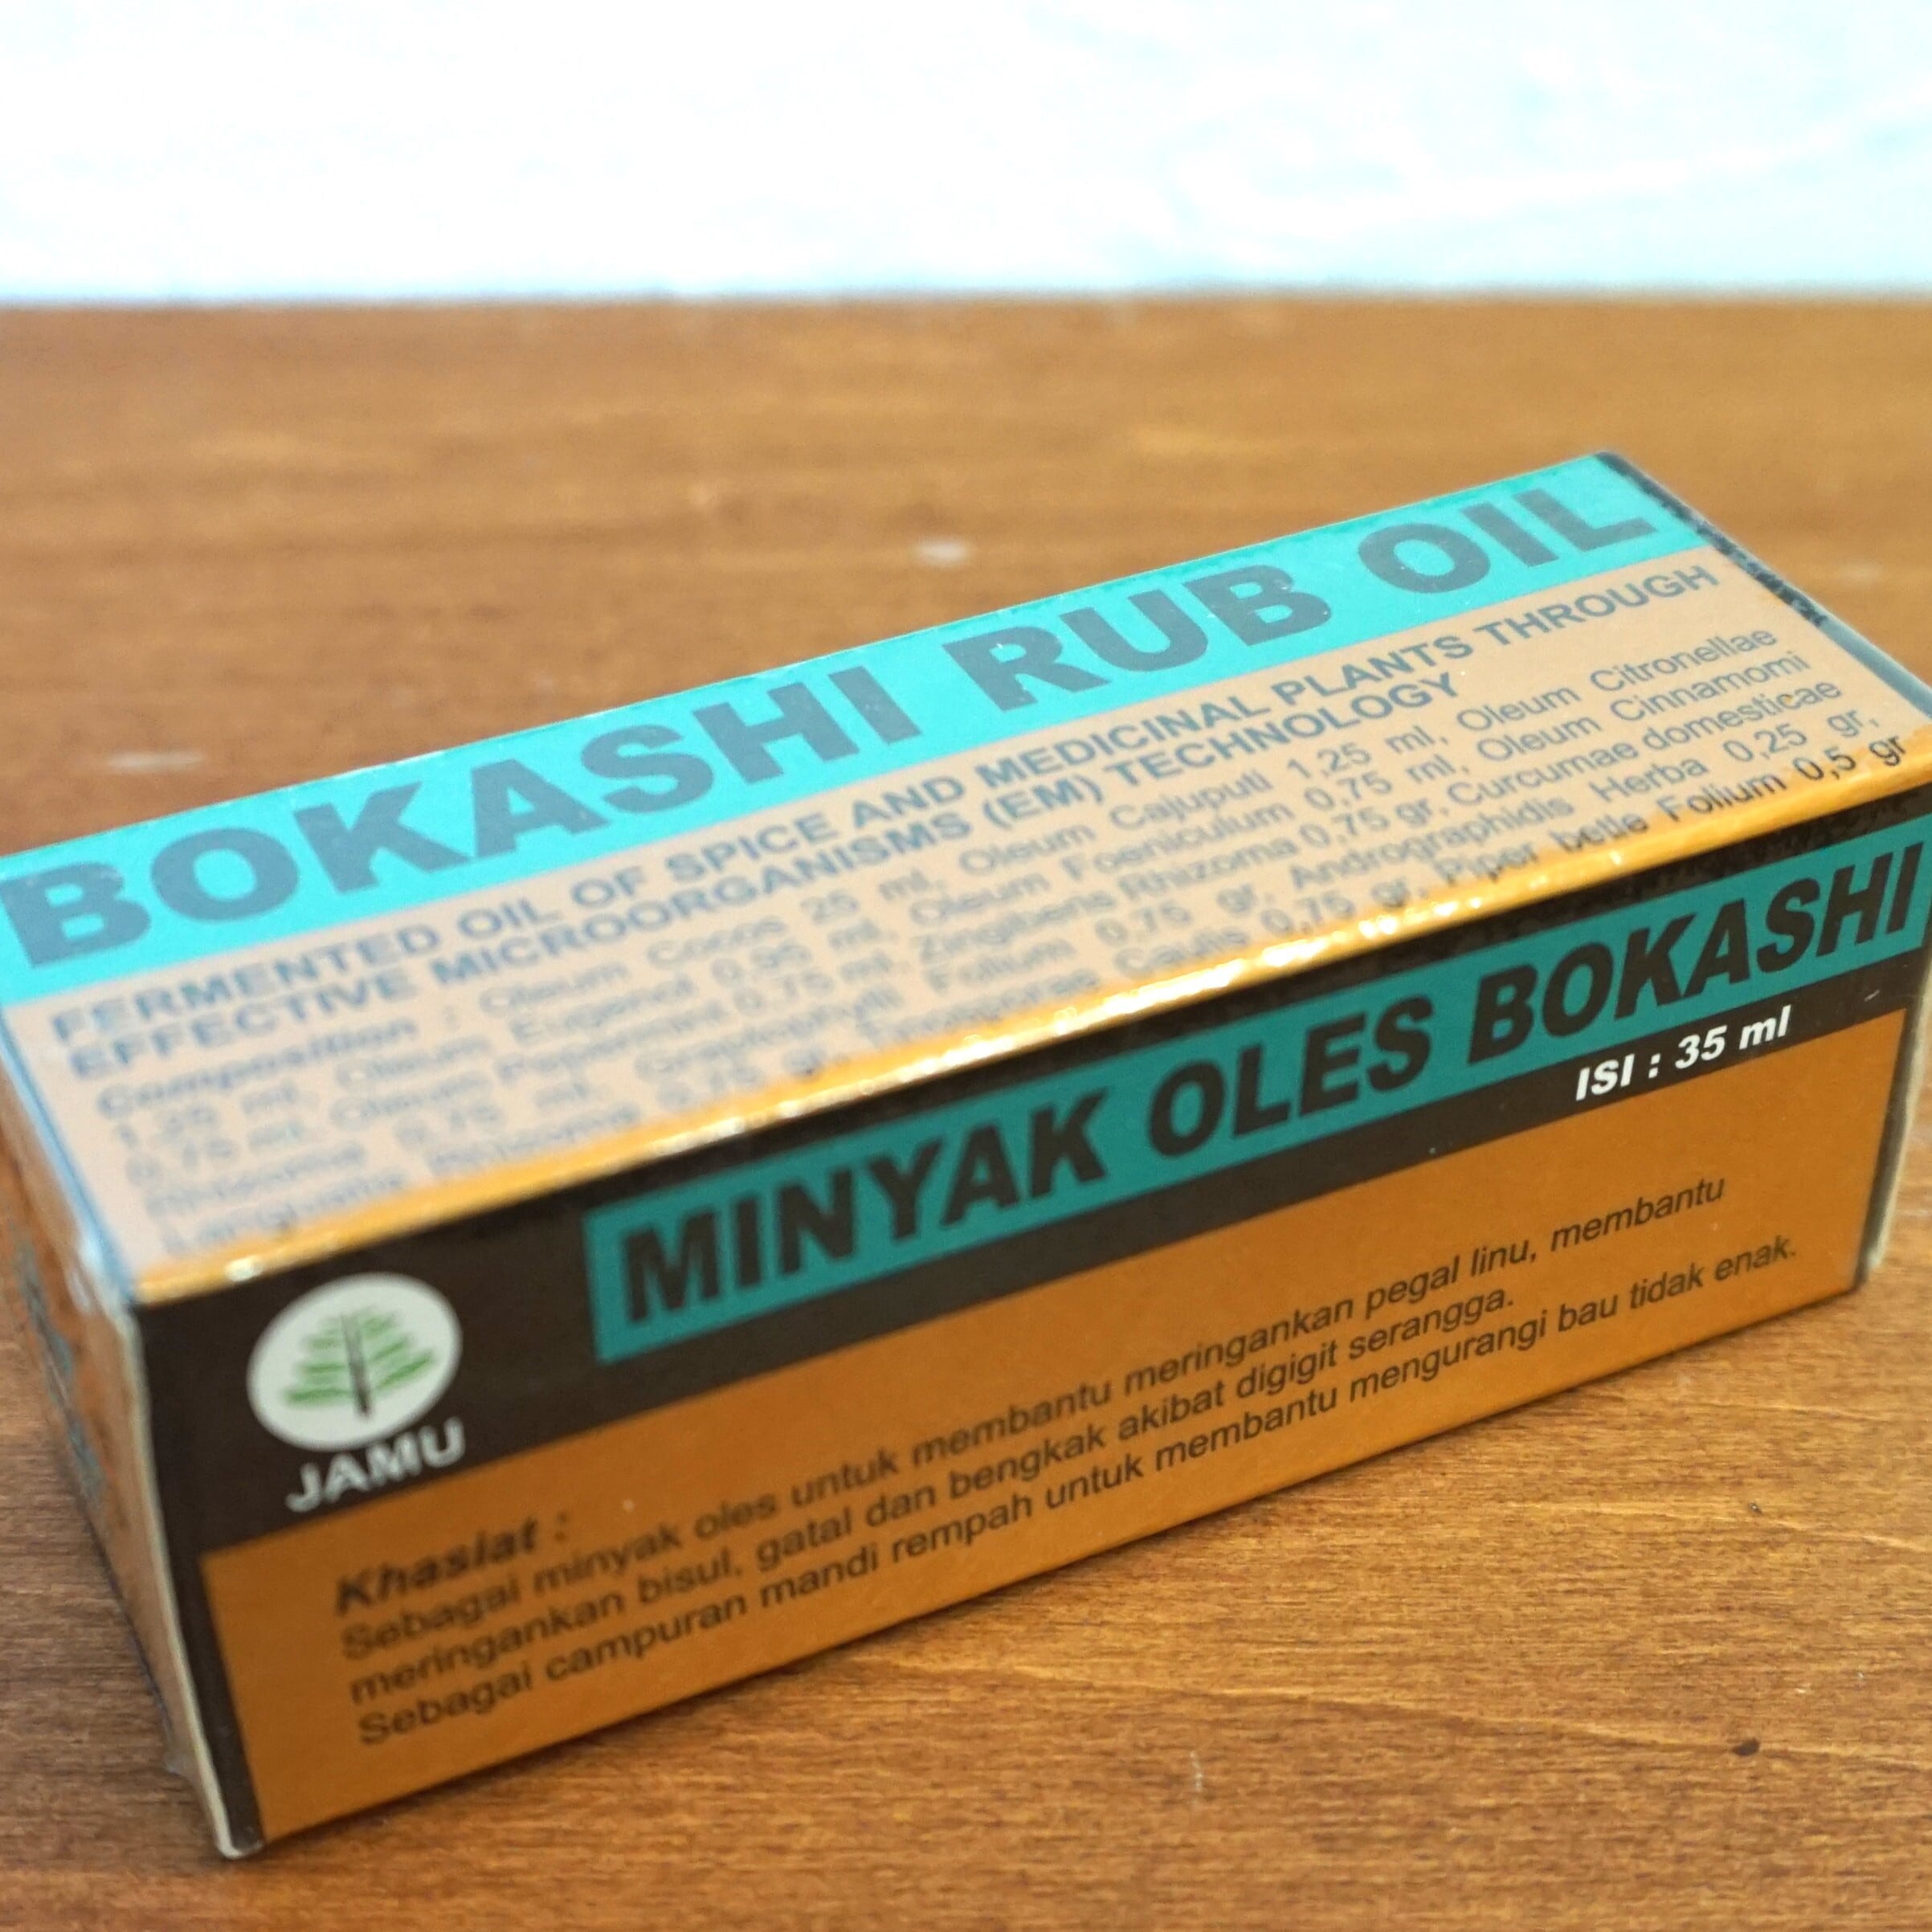 BOKASHI RUB OIL
FERMENTED OIL OF SPICE AND MEDICINAL PLANTS THROUGH
EFFECTIVE MICROORGANISMS (EM) TECHNOLOGY
Composition : Oleum Cocos 25 ml, Oleum Cajuputi 1,25 ml, Oleum Citronellae
1,25 ml, Oleum Eugenol 0,95 ml, Oleum Foeniculium 0,75 ml, Oleum Cinnamomi
0,75 ml, Oleum Pepermint 0,75 ml, Zingiberis Rhizoma 0,75 gr, Curcumae domesticae
Rhizoma 0,75 ml, Graptophylli Folium 0,75 gr, Andrographidis Herba 0,25 gr,
Languatis Rhizoma 0,75 gr, Caulis 0,75 gr, Piper betle Folium 0,5 gr
MINYAK OLES BOKASHI
ISI : 35 ml
JAMU
Khasiat :
Sebagai minyak oles untuk membantu meringankan pegal linu, membantu
meringankan bisul, gatal dan bengkak akibat digigit serangga.
Sebagai campuran mandi rempah untuk membantu mengurangi bau tidak enak.